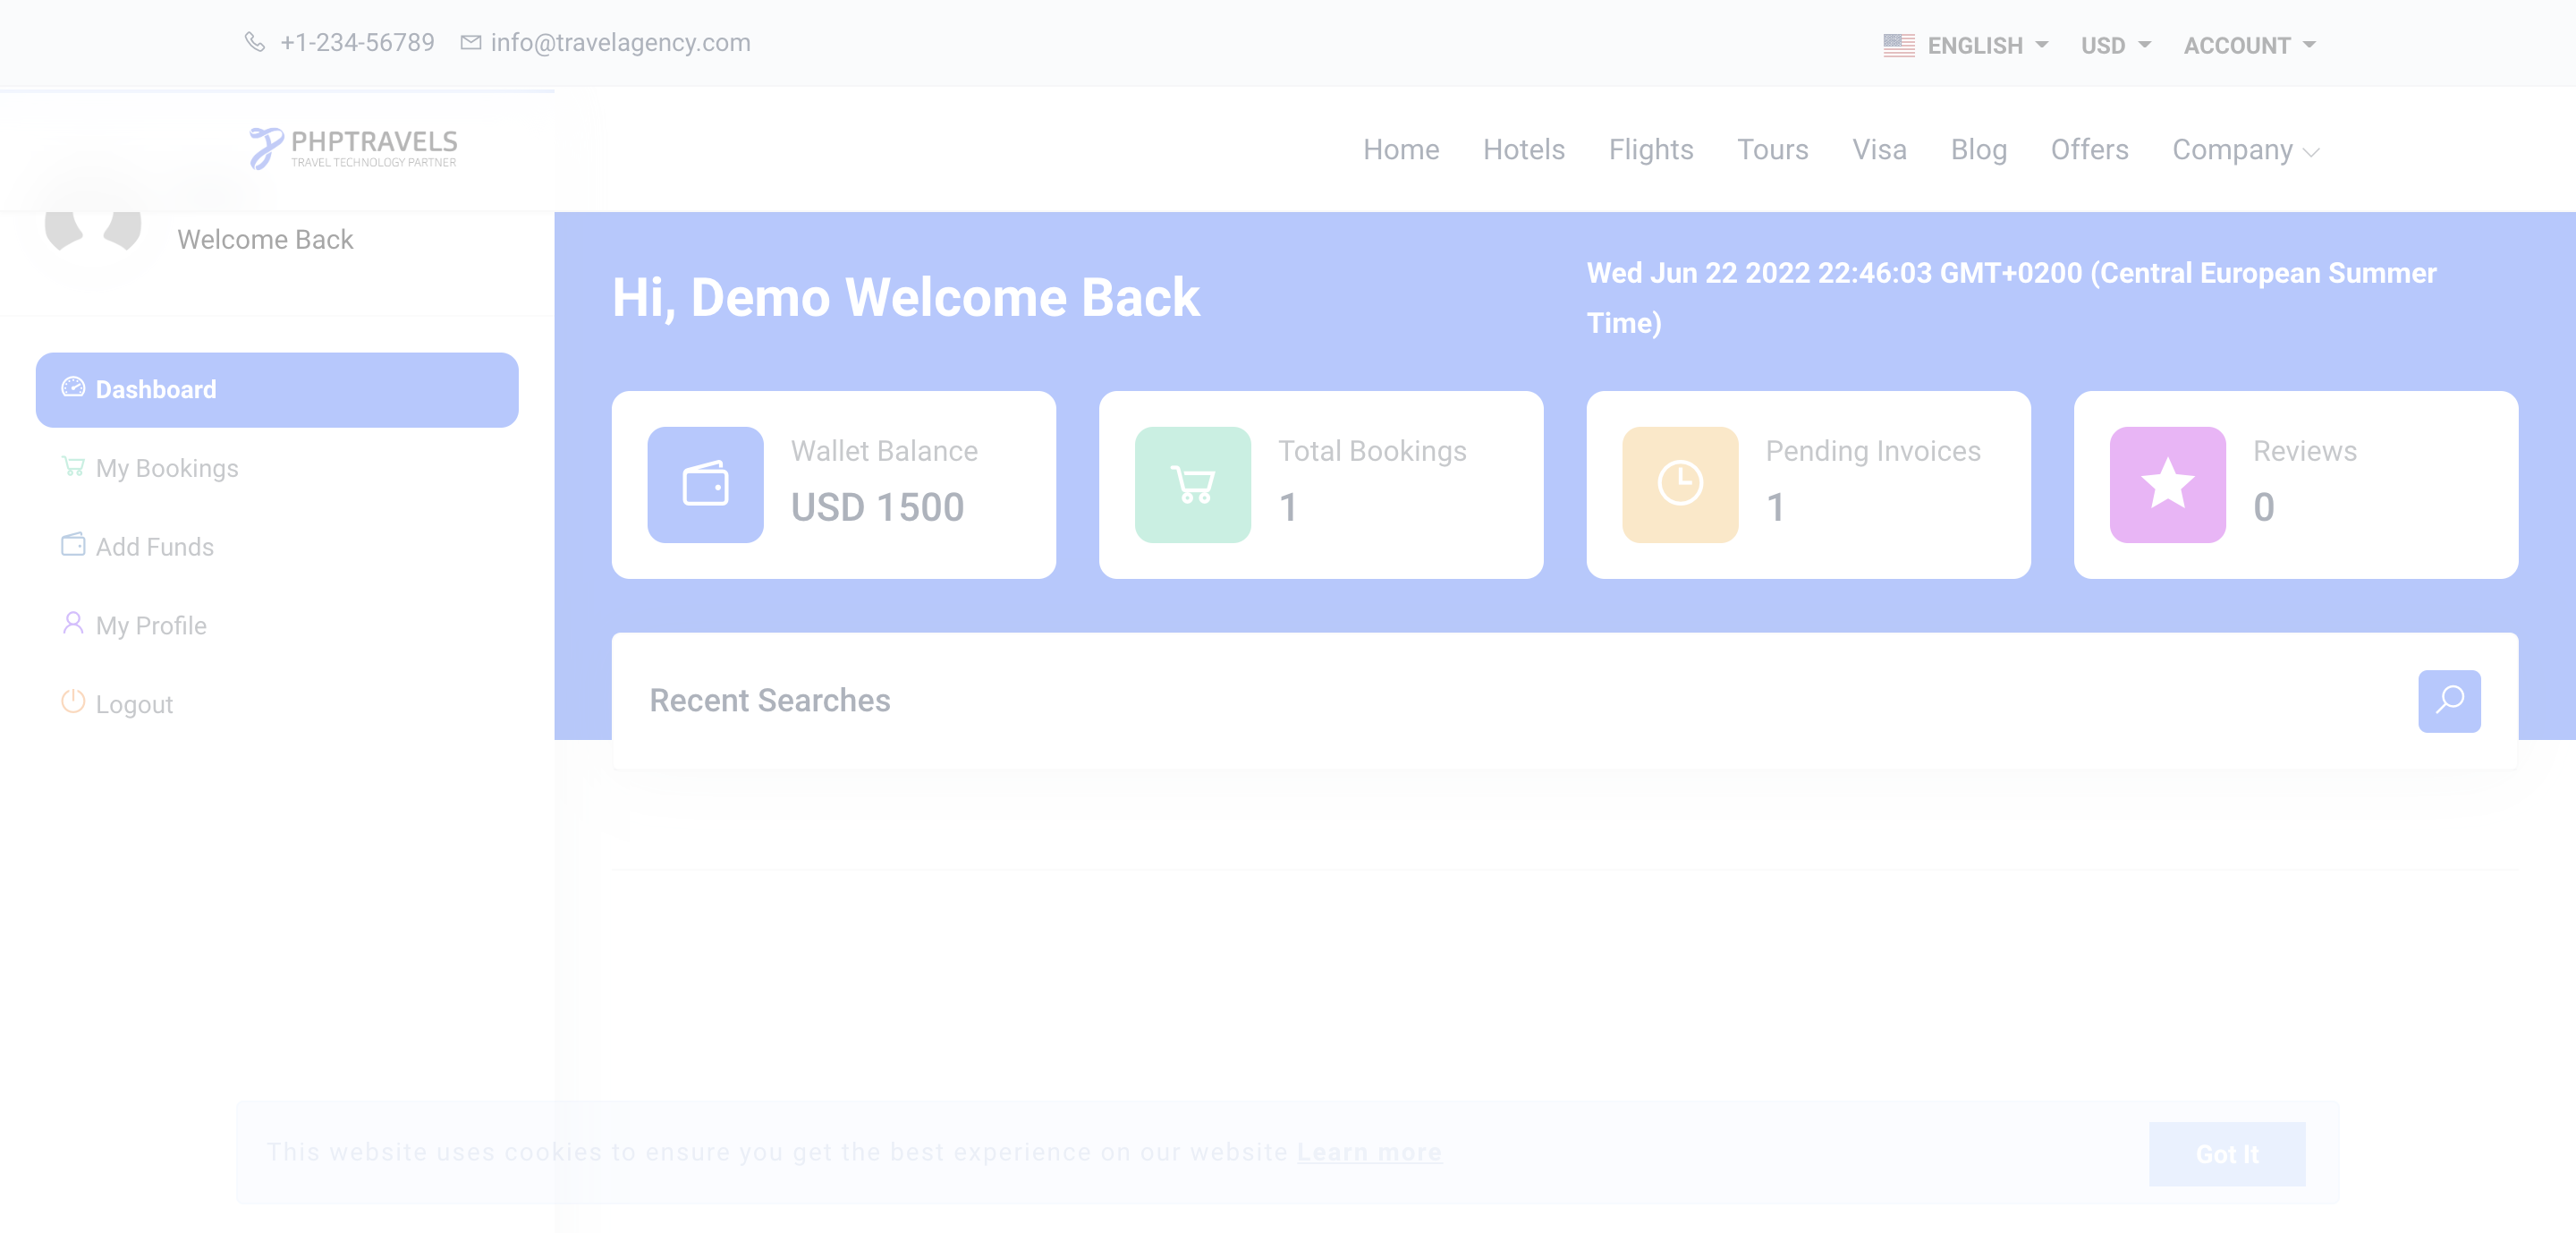 +1-234-56789 info@travelagency.com ENGLISH USD ACCOUNT
PHPTRAVELS
TRAVEL TECHNOLOGY PARTNER
Home Hotels Flights Tours Visa Blog Offers Company
Welcome Back
Hi, Demo Welcome Back
Wed Jun 22 2022 22:46:03 GMT+0200 (Central European Summer
Time)
Dashboard
My Bookings
Add Funds
My Profile
Logout
Wallet Balance
USD 1500
Total Bookings
1
Pending Invoices
1
Reviews
0
Recent Searches
This website uses cookies to ensure you get the best experience on our website Learn more
Got It